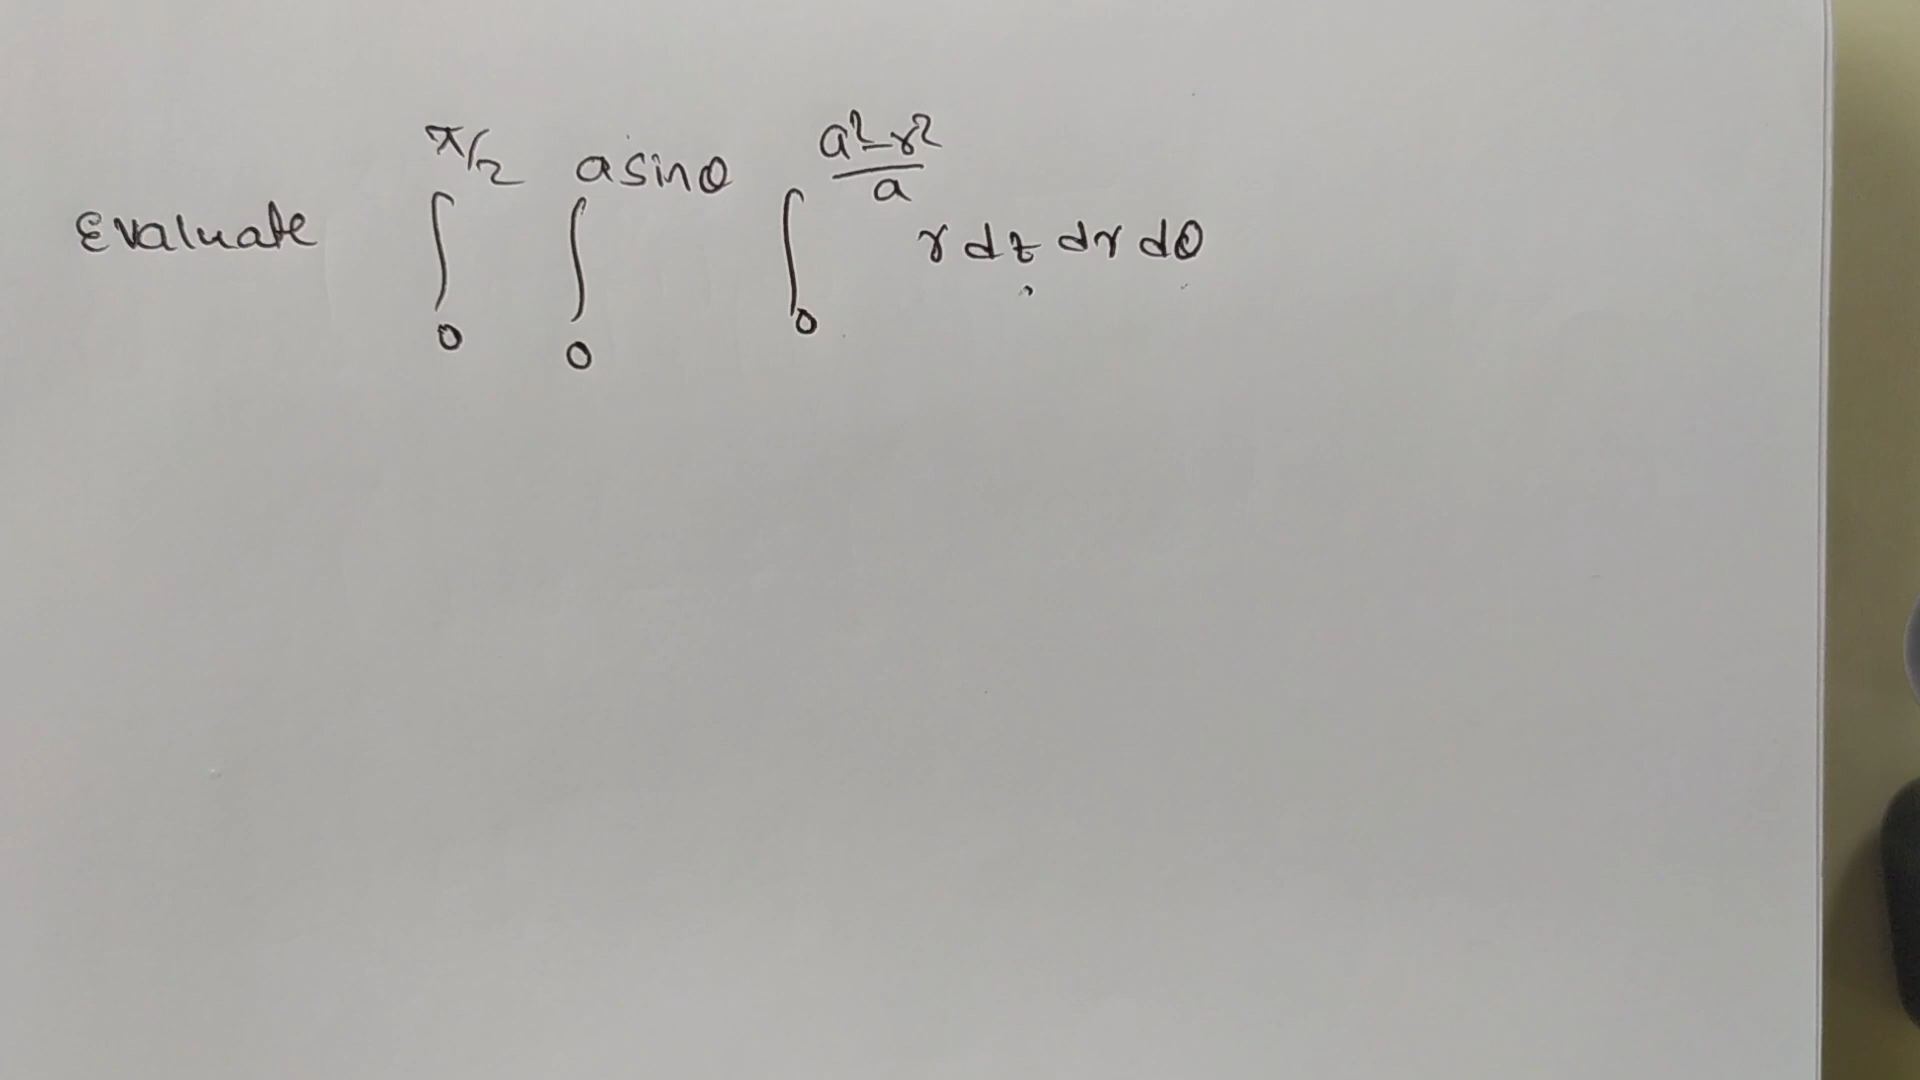 Evaluate ∫₀^{π/2} ∫₀^{a sinθ} ∫₀^{(a²-r²)/a} r dz dr dθ